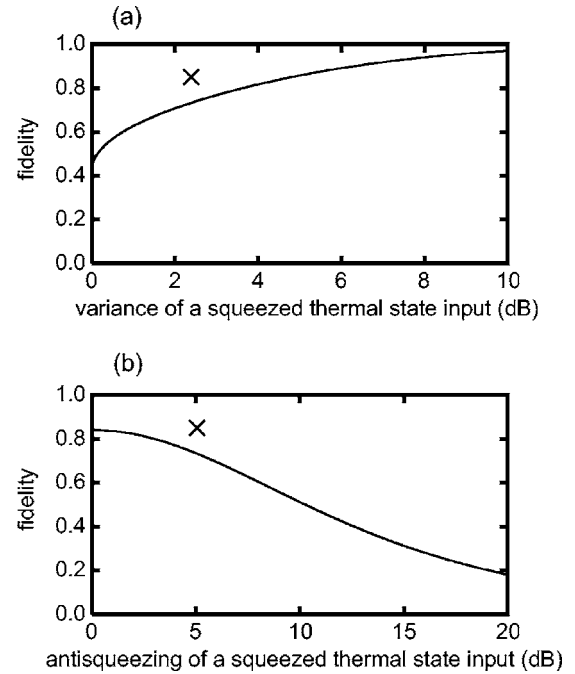 (a)
1.0
0.8
0.6
0.4
0.2
0.0
fidelity
0 2 4 6 8 10
variance of a squeezed thermal state input (dB)
(b)
1.0
0.8
0.6
0.4
0.2
0.0
fidelity
0 5 10 15 20
antisqueezing of a squeezed thermal state input (dB)